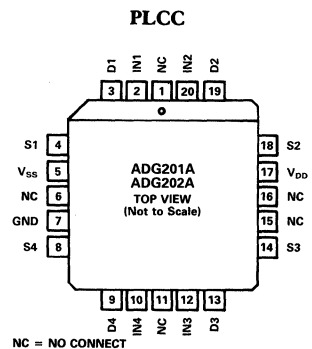 PLCC
D1 IN1 NC IN2 D2
3 2 1 20 19
S1 4 18 S2
VSS 5 17 VDD
NC 6 16 NC
GND 7 15 NC
S4 8 14 S3
ADG201A
ADG202A
TOP VIEW
(Not to Scale)
9 10 11 12 13
D4 IN4 NC IN3 D3
NC = NO CONNECT